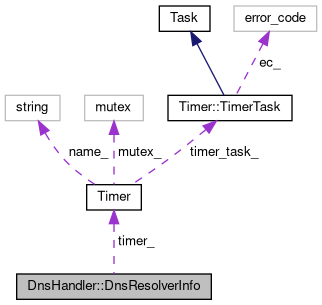 Task
error_code
ec_
string
mutex
Timer::TimerTask
name_
mutex_
timer_task_
Timer
timer_
DnsHandler::DnsResolverInfo